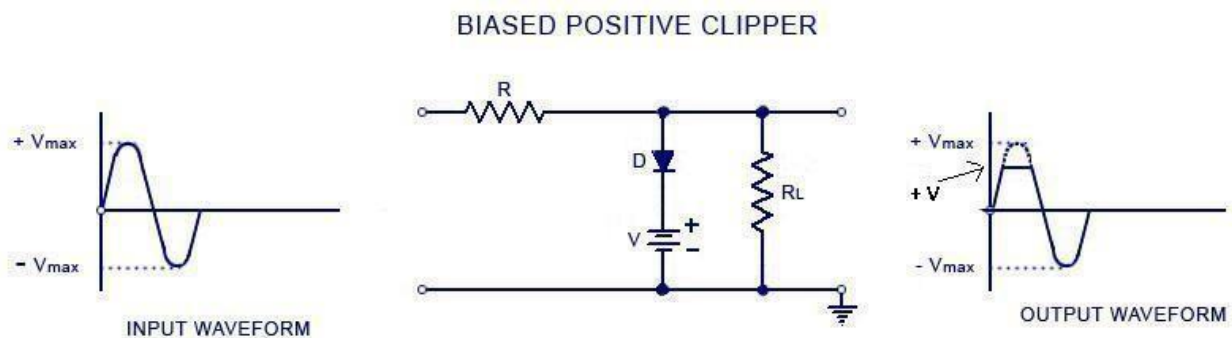 BIASED POSITIVE CLIPPER
R
+ Vmax
- Vmax
INPUT WAVEFORM
D
V
+
-
RL
+ Vmax
+ V
- Vmax
OUTPUT WAVEFORM